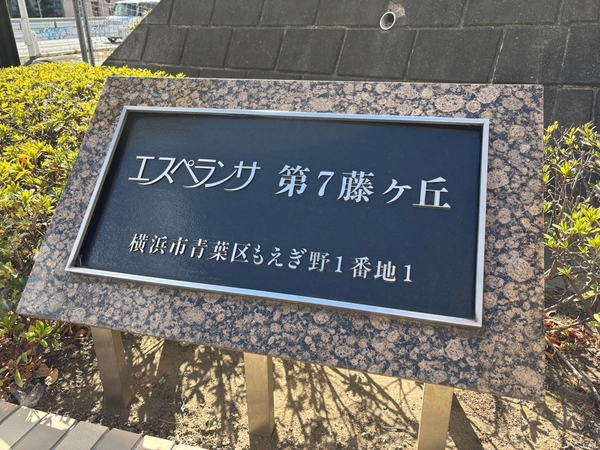 エスペランサ 第7藤ヶ丘
横浜市青葉区もえぎ野1番地1